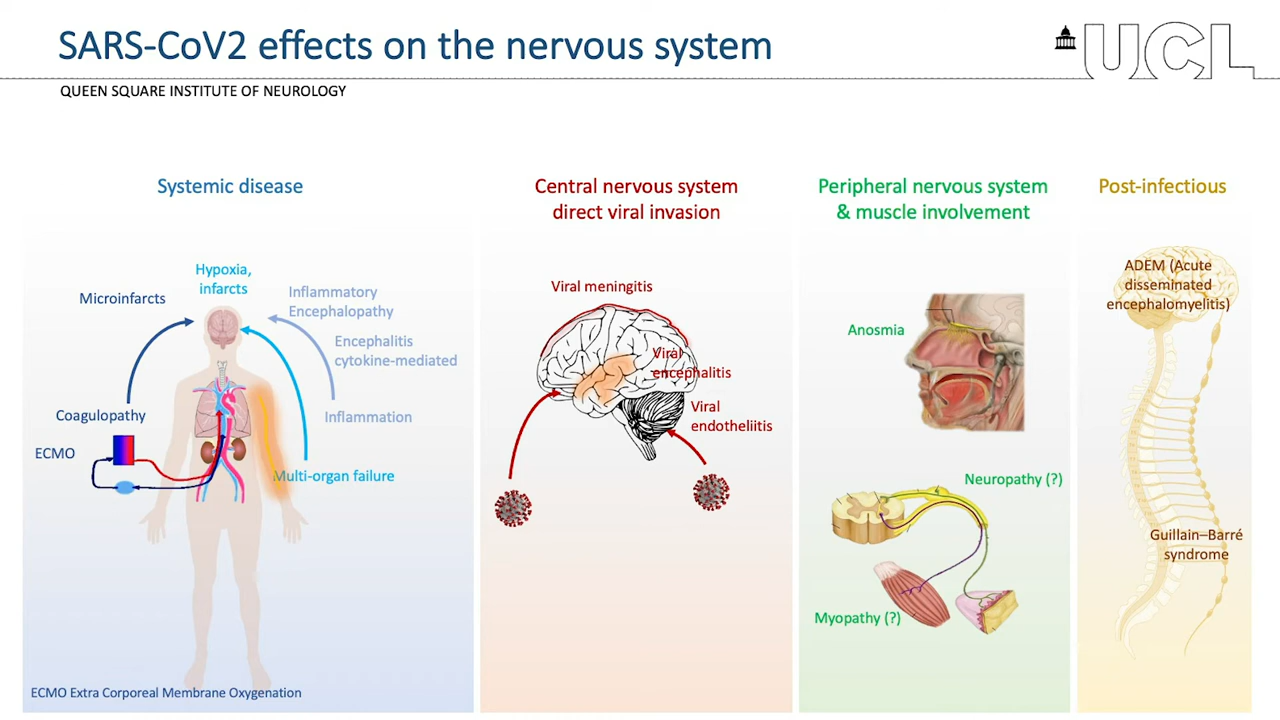 SARS-CoV2 effects on the nervous system
UCL
QUEEN SQUARE INSTITUTE OF NEUROLOGY
Systemic disease
Hypoxia,
infarcts
Microinfarcts
Inflammatory
Encephalopathy
Encephalitis
cytokine-mediated
Coagulopathy
Inflammation
ECMO
Multi-organ failure
ECMO Extra Corporeal Membrane Oxygenation
Central nervous system
direct viral invasion
Viral meningitis
Viral
encephalitis
Viral
endotheliitis
Peripheral nervous system
& muscle involvement
Anosmia
Neuropathy (?)
Myopathy (?)
Post-infectious
ADEM (Acute
disseminated
encephalomyelitis)
Guillain–Barré
syndrome